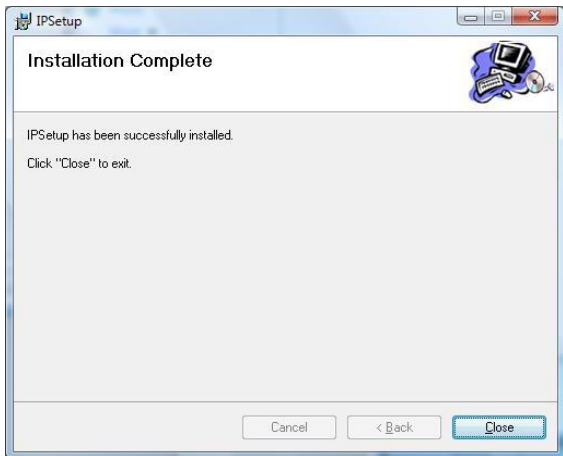 IPSetup
Installation Complete
IPSetup has been successfully installed.
Click "Close" to exit.
Cancel
< Back
Close